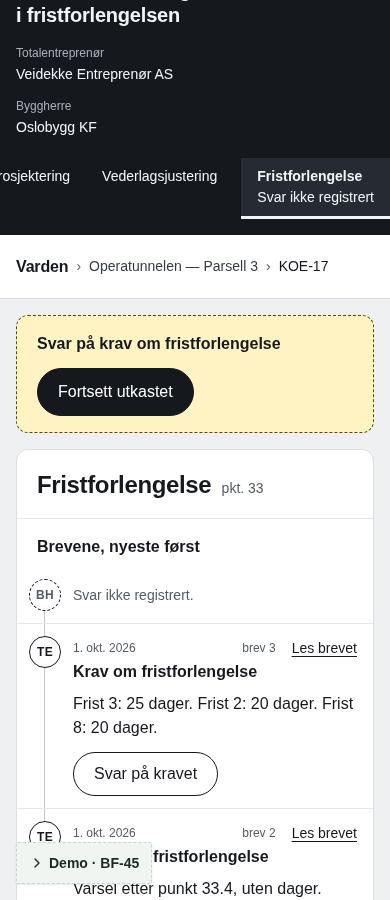 i fristforlengelsen
Totalentreprenør
Veidekke Entreprenør AS
Byggherre
Oslobygg KF
rosjektering
Vederlagsjustering
Fristforlengelse
Svar ikke registrert
Varden › Operatunnelen — Parsell 3 › KOE-17
Svar på krav om fristforlengelse
Fortsett utkastet
Fristforlengelse pkt. 33
Brevene, nyeste først
BH Svar ikke registrert.
TE 1. okt. 2026 brev 3 Les brevet
Krav om fristforlengelse
Frist 3: 25 dager. Frist 2: 20 dager. Frist
8: 20 dager.
Svar på kravet
TE 1. okt. 2026 brev 2 Les brevet
fristforlengelse
Demo · BF-45
Varsel etter punkt 33.4, uten dager.